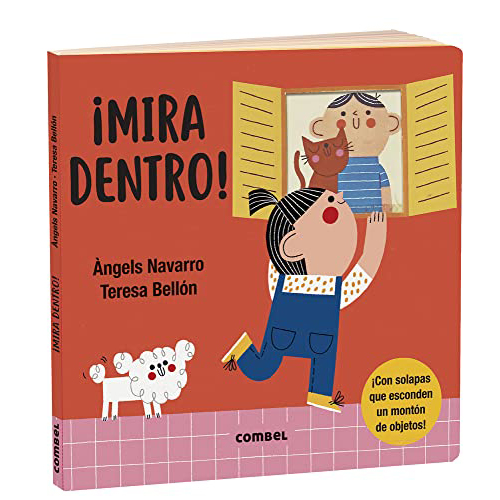 ¡MIRA
DENTRO!
Àngels Navarro
Teresa Bellón
¡Con solapas
que esconden
un montón
de objetos!
COMBEL
¡MIRA DENTRO!
Àngels Navarro · Teresa Bellón
COMBEL